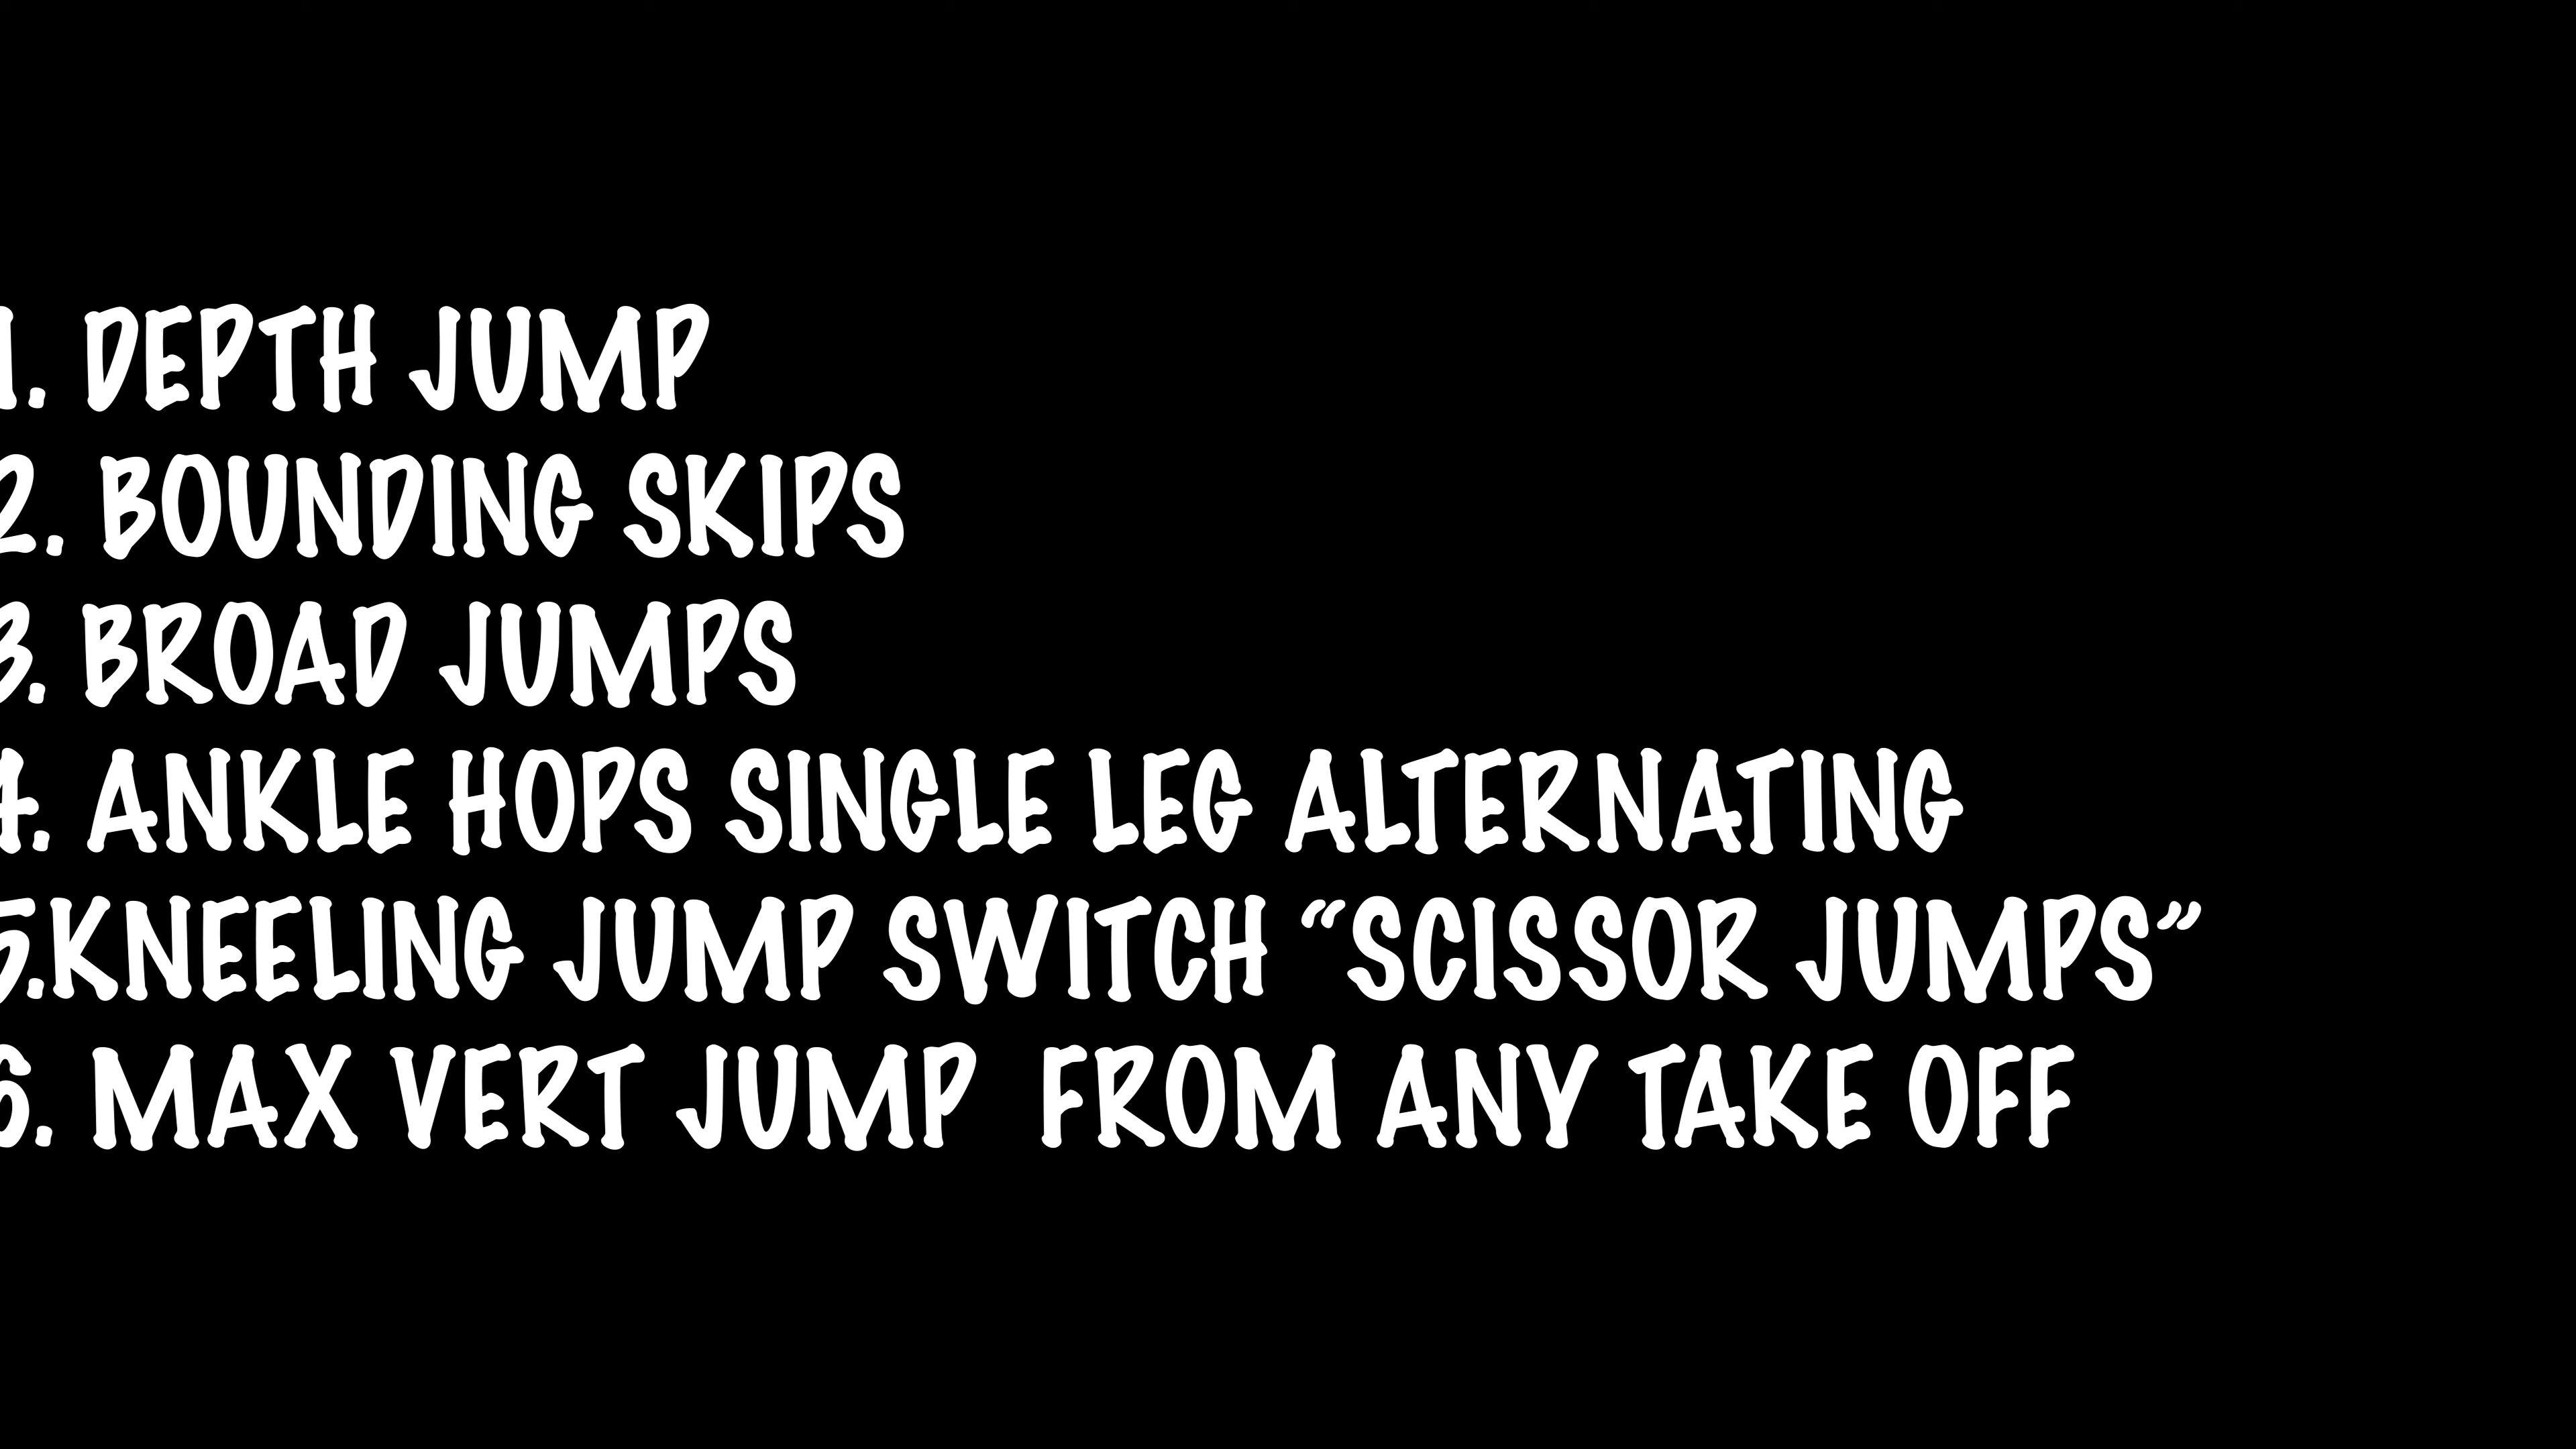 1. DEPTH JUMP
2. BOUNDING SKIPS
3. BROAD JUMPS
4. ANKLE HOPS SINGLE LEG ALTERNATING
5.KNEELING JUMP SWITCH “SCISSOR JUMPS”
6. MAX VERT JUMP  FROM ANY TAKE OFF